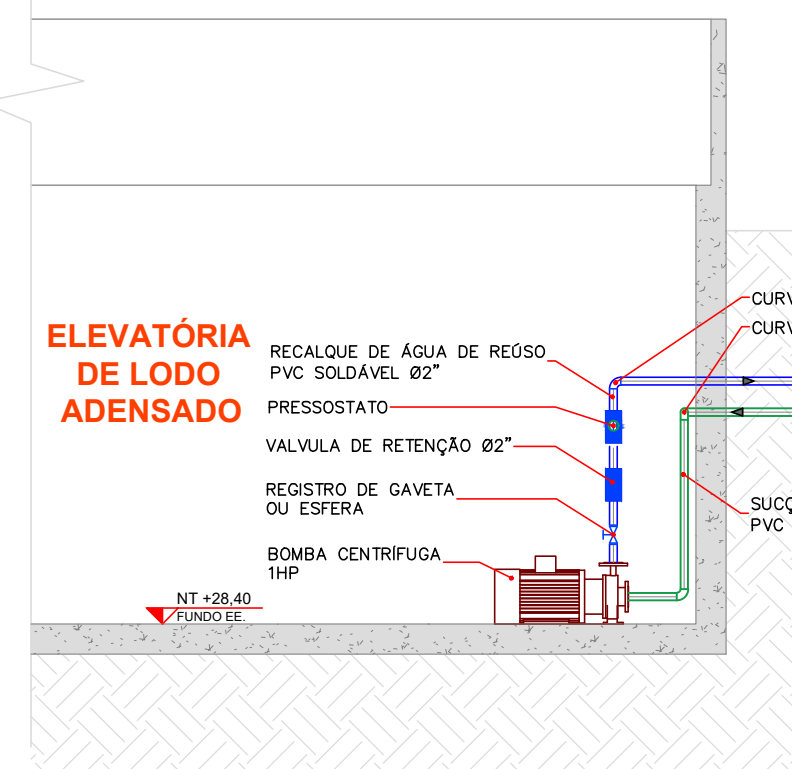 ELEVATÓRIA
DE LODO
ADENSADO
RECALQUE DE ÁGUA DE REÚSO
PVC SOLDÁVEL Ø2"
PRESSOSTATO
VALVULA DE RETENÇÃO Ø2"
REGISTRO DE GAVETA
OU ESFERA
BOMBA CENTRÍFUGA
1HP
NT +28,40
FUNDO EE.
CURV
CURV
SUCÇ
PVC